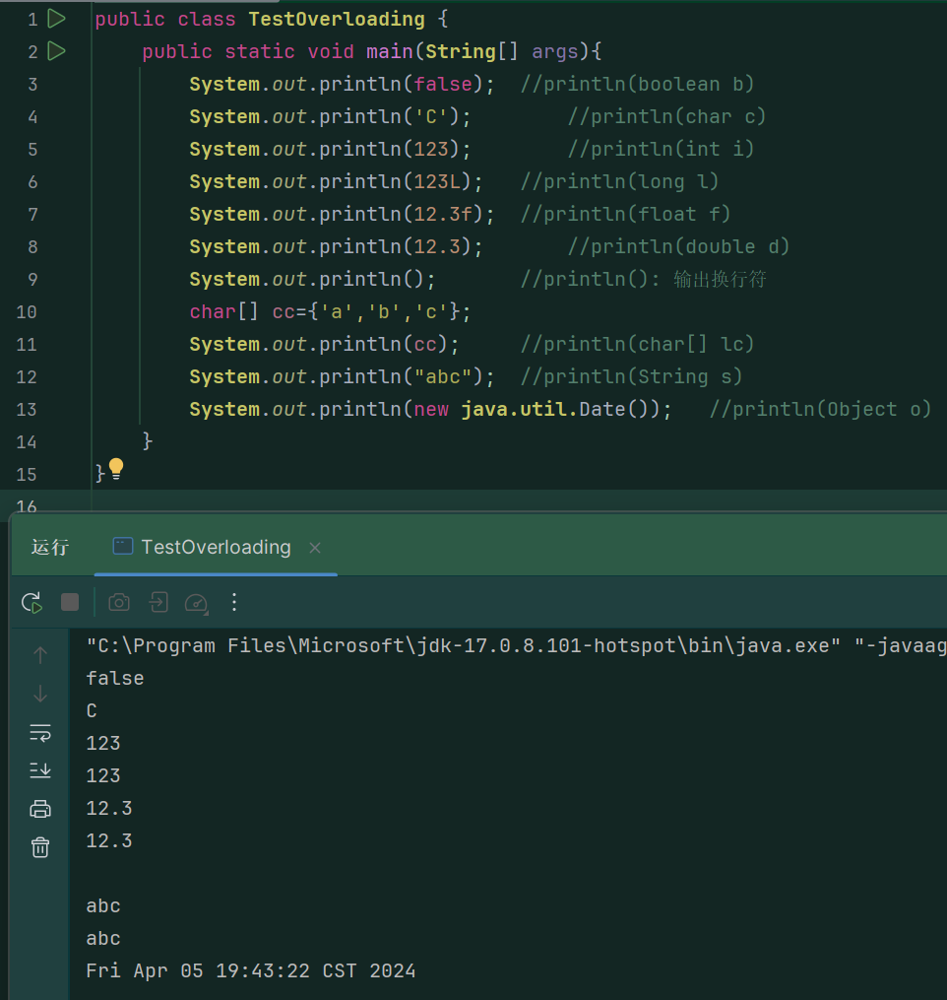 1 public class TestOverloading {
2 public static void main(String[] args){
3 System.out.println(false); //println(boolean b)
4 System.out.println('C'); //println(char c)
5 System.out.println(123); //println(int i)
6 System.out.println(123L); //println(long l)
7 System.out.println(12.3f); //println(float f)
8 System.out.println(12.3); //println(double d)
9 System.out.println(); //println(): 输出换行符
10 char[] cc={'a','b','c'};
11 System.out.println(cc); //println(char[] lc)
12 System.out.println("abc"); //println(String s)
13 System.out.println(new java.util.Date()); //println(Object o)
14 }
15 }
16
运行 TestOverloading ×
"C:\Program Files\Microsoft\jdk-17.0.8.101-hotspot\bin\java.exe" "-javaag
false
C
123
123
12.3
12.3
abc
abc
Fri Apr 05 19:43:22 CST 2024